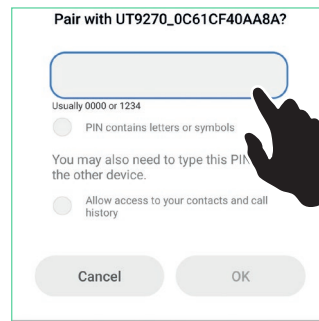 Pair with UT9270_0C61CF40AA8A?
Usually 0000 or 1234
PIN contains letters or symbols
You may also need to type this PIN
the other device.
Allow access to your contacts and call
history
Cancel
OK